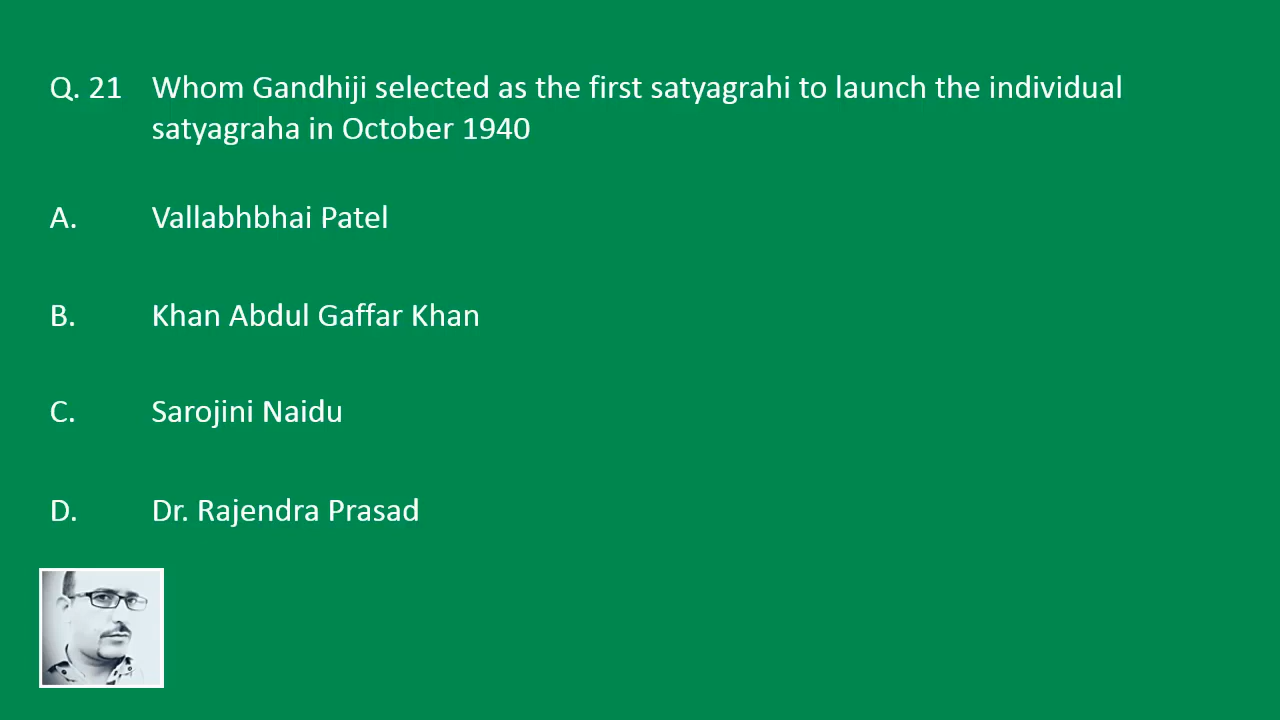 Q. 21 Whom Gandhiji selected as the first satyagrahi to launch the individual
satyagraha in October 1940
A. Vallabhbhai Patel
B. Khan Abdul Gaffar Khan
C. Sarojini Naidu
D. Dr. Rajendra Prasad